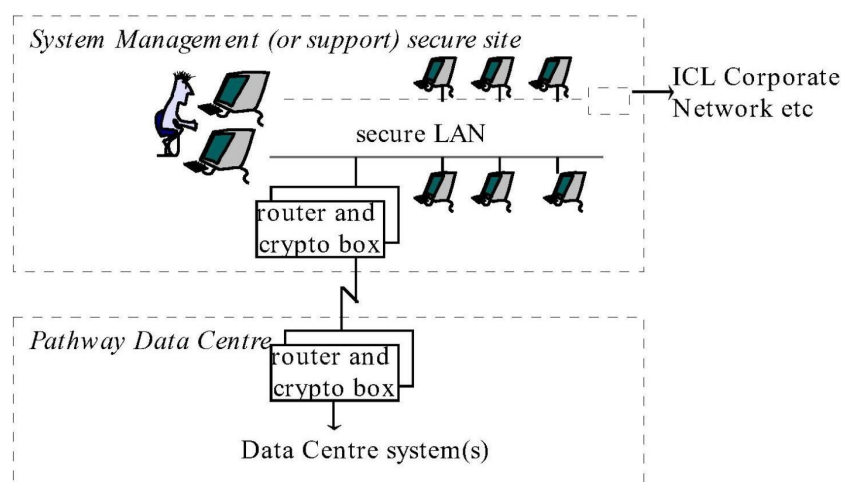 System Management (or support) secure site
ICL Corporate
Network etc
secure LAN
router and
crypto box
Pathway Data Centre
router and
crypto box
Data Centre system(s)